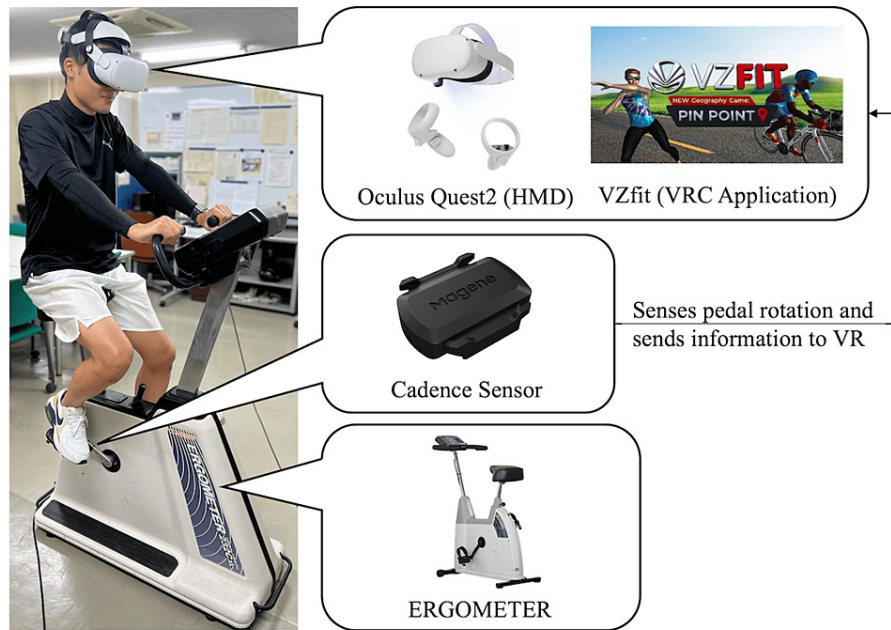 VZFIT
NEW Geography Game:
PIN POINT
Oculus Quest2 (HMD)
VZfit (VRC Application)
Magene
Senses pedal rotation and
sends information to VR
Cadence Sensor
ERGOMETER
ERGOMETER